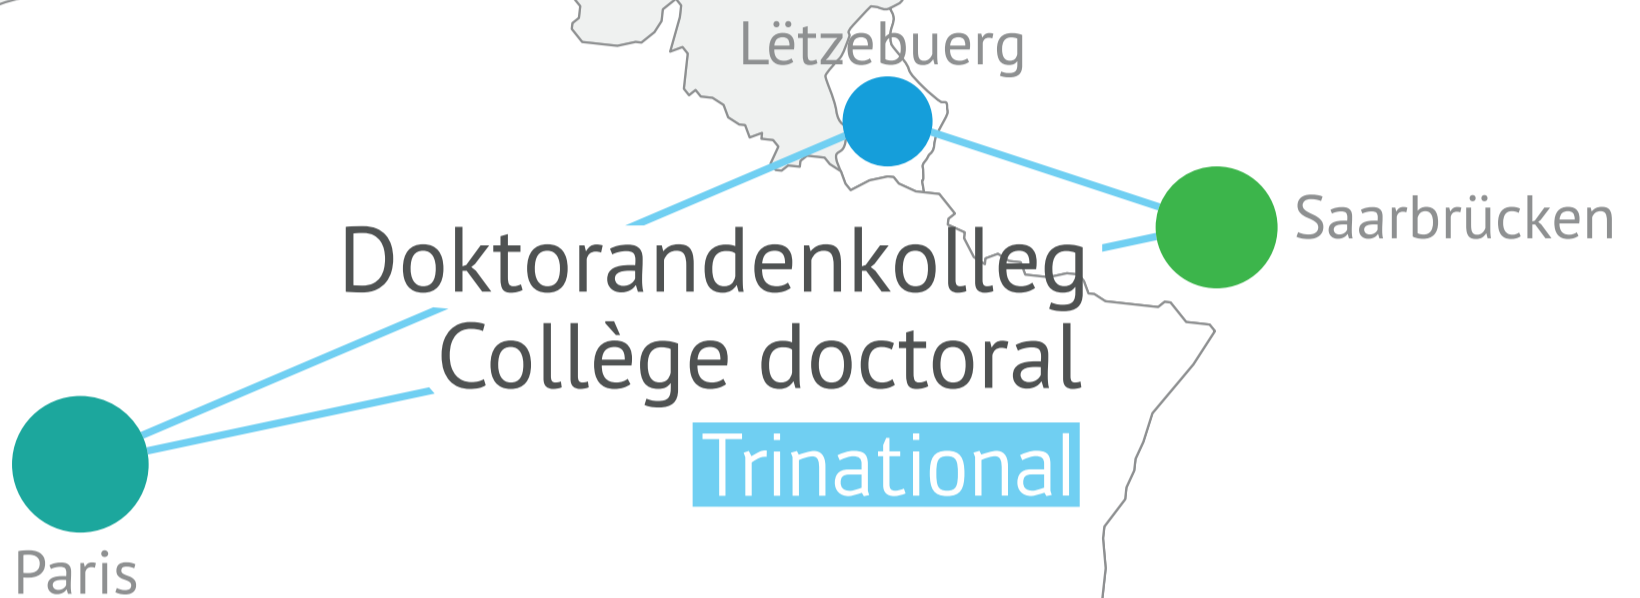 Lëtzebuerg
Saarbrücken
Doktorandenkolleg
Collège doctoral
Trinational
Paris